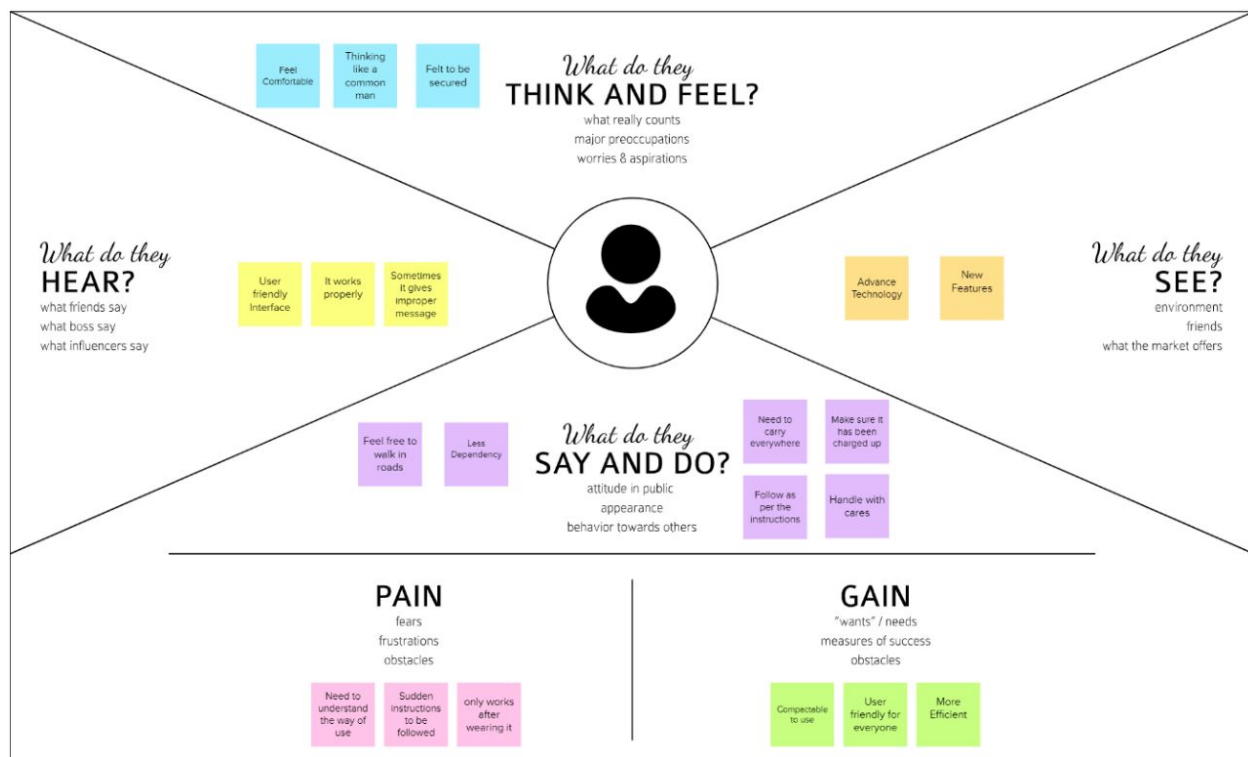 Feel
Comfortable
Thinking
like a
common
man
Felt to be
secured
What do they
THINK AND FEEL?
what really counts
major preoccupations
worries & aspirations
What do they
HEAR?
what friends say
what boss say
what influencers say
User
friendly
Interface
It works
properly
Sometimes
it gives
improper
message
Advance
Technology
New
Features
What do they
SEE?
environment
friends
what the market offers
Feel free to
walk in
roads
Less
Dependency
What do they
SAY AND DO?
attitude in public
appearance
behavior towards others
Need to
carry
everywhere
Make sure it
has been
charged up
Follow as
per the
instructions
Handle with
cares
PAIN
fears
frustrations
obstacles
Need to
understand
the way of
use
Sudden
instructions
to be
followed
only works
after
wearing it
GAIN
"wants" / needs
measures of success
obstacles
Compectable
to use
User
friendly for
everyone
More
Efficient